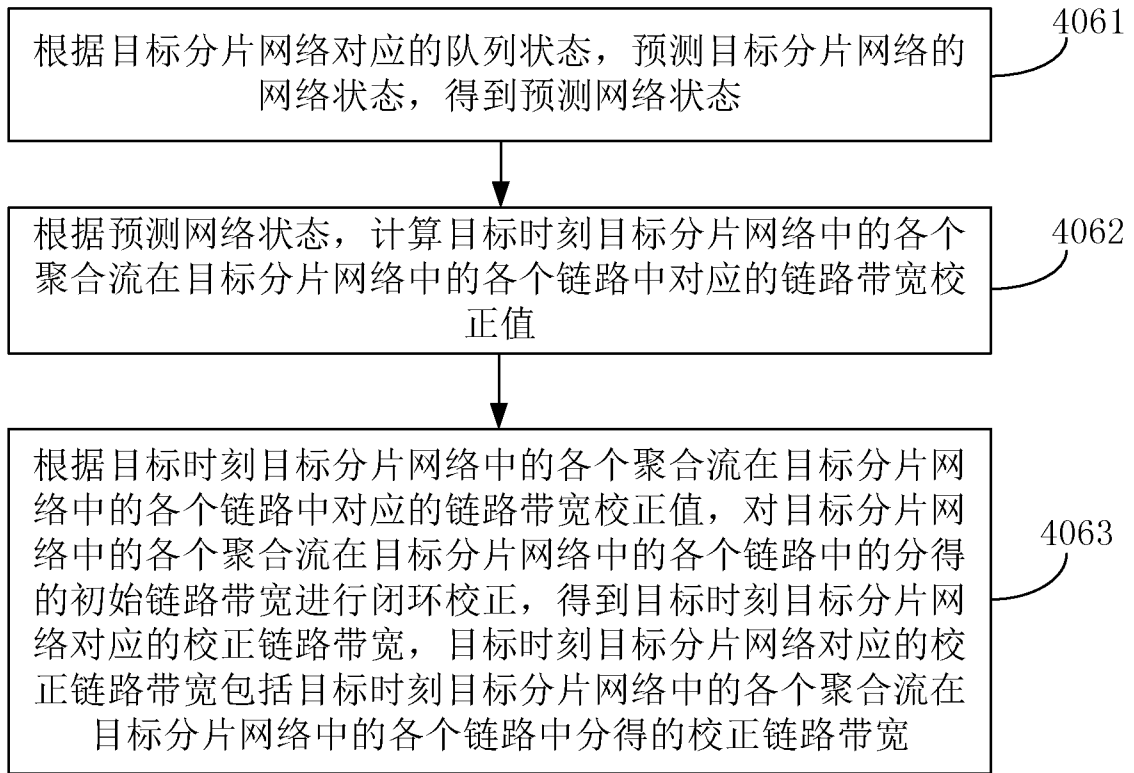 根据目标分片网络对应的队列状态，预测目标分片网络的
网络状态，得到预测网络状态
4061
根据预测网络状态，计算目标时刻目标分片网络中的各个
聚合流在目标分片网络中的各个链路中对应的链路带宽校
正值
4062
根据目标时刻目标分片网络中的各个聚合流在目标分片网
络中的各个链路中对应的链路带宽校正值，对目标分片网
络中的各个聚合流在目标分片网络中的各个链路中的分得
的初始链路带宽进行闭环校正，得到目标时刻目标分片网
络对应的校正链路带宽，目标时刻目标分片网络对应的校
正链路带宽包括目标时刻目标分片网络中的各个聚合流在
目标分片网络中的各个链路中分得的校正链路带宽
4063